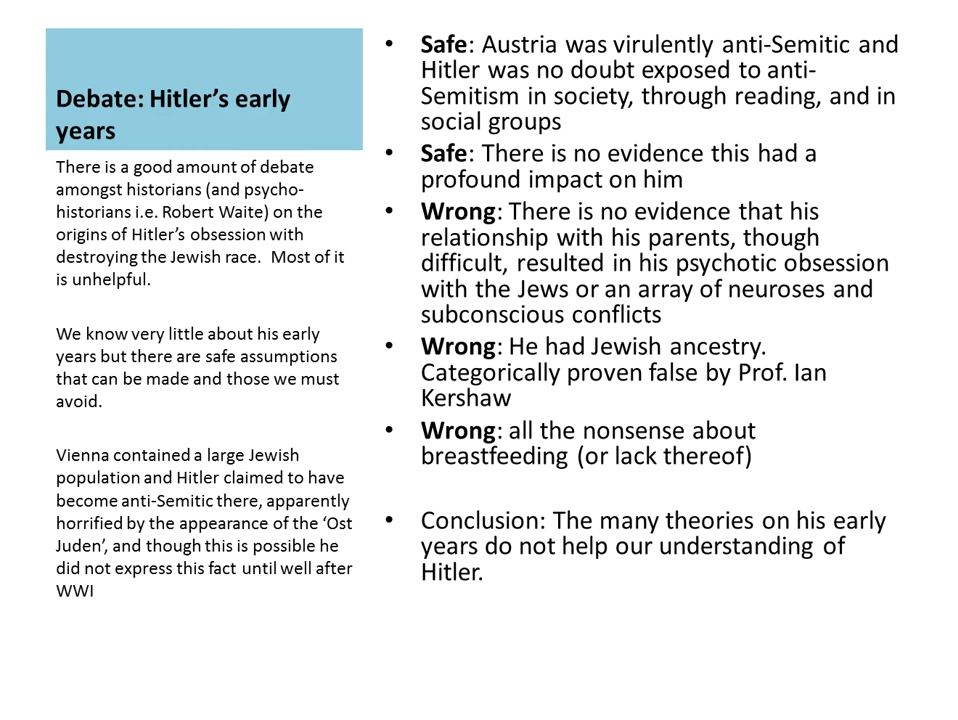 Debate: Hitler's early
years
There is a good amount of debate
amongst historians (and psycho-
historians i.e. Robert Waite) on the
origins of Hitler's obsession with
destroying the Jewish race.  Most of it
is unhelpful.
We know very little about his early
years but there are safe assumptions
that can be made and those we must
avoid.
Vienna contained a large Jewish
population and Hitler claimed to have
become anti-Semitic there, apparently
horrified by the appearance of the 'Ost
Juden', and though this is possible he
did not express this fact until well after
WWI
• Safe: Austria was virulently anti-Semitic and
Hitler was no doubt exposed to anti-
Semitism in society, through reading, and in
social groups
• Safe: There is no evidence this had a
profound impact on him
• Wrong: There is no evidence that his
relationship with his parents, though
difficult, resulted in his psychotic obsession
with the Jews or an array of neuroses and
subconscious conflicts
• Wrong: He had Jewish ancestry.
Categorically proven false by Prof. Ian
Kershaw
• Wrong: all the nonsense about
breastfeeding (or lack thereof)
• Conclusion: The many theories on his early
years do not help our understanding of
Hitler.